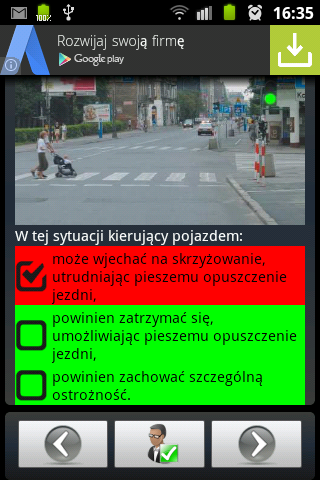 100%
16:35
Rozwijaj swoją firmę
Google play
W tej sytuacji kierujący pojazdem:
może wjechać na skrzyżowanie,
utrudniając pieszemu opuszczenie
jezdni,
powinien zatrzymać się,
umożliwiając pieszemu opuszczenie
jezdni,
powinien zachować szczególną
ostrożność.